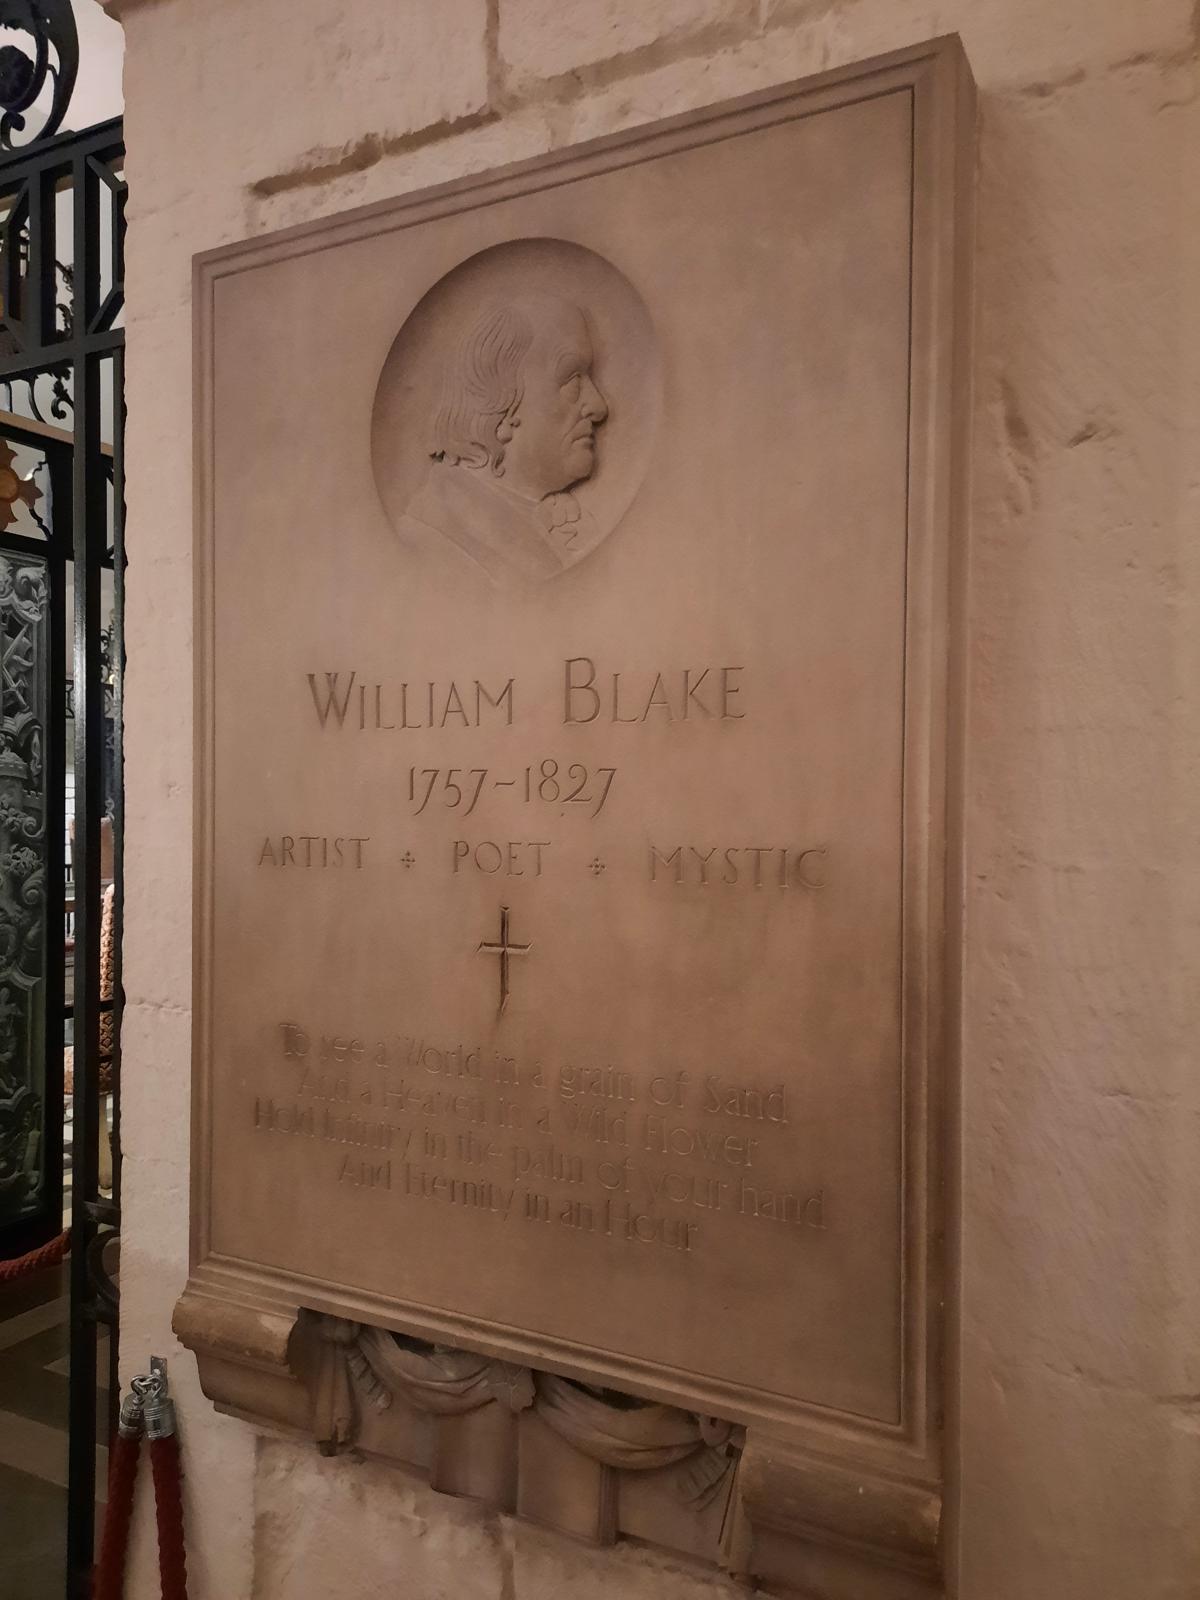 WILLIAM BLAKE
1757-1827
ARTIST + POET + MYSTIC
To see a World in a grain of Sand
And a Heaven in a Wild Flower
Hold Infinity in the palm of your hand
And Eternity in an Hour